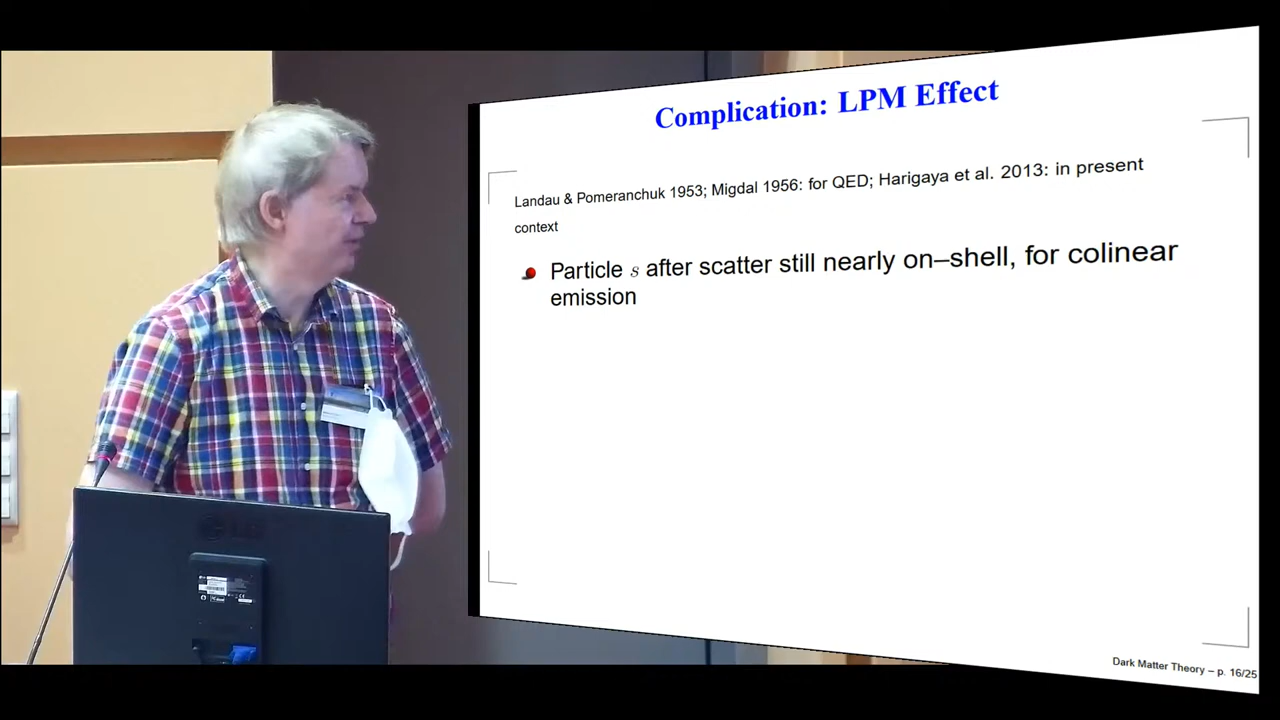 Complication: LPM Effect
Landau & Pomeranchuk 1953; Migdal 1956: for QED; Harigaya et al. 2013: in present
context
Particle s after scatter still nearly on–shell, for colinear
emission
Dark Matter Theory – p. 16/25